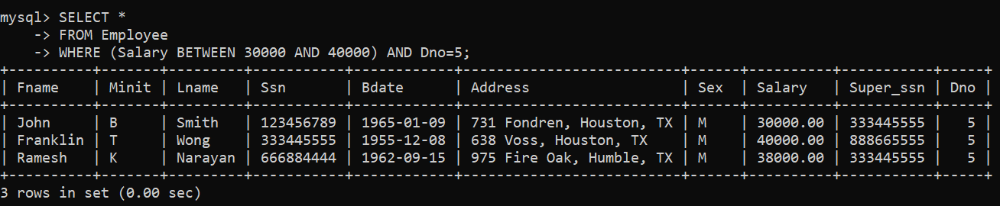 mysql> SELECT *
    -> FROM Employee
    -> WHERE (Salary BETWEEN 30000 AND 40000) AND Dno=5;
+----------+-------+---------+-----------+------------+--------------------------+------+----------+-----------+-----+
| Fname    | Minit | Lname   | Ssn       | Bdate      | Address                  | Sex  | Salary   | Super_ssn | Dno |
+----------+-------+---------+-----------+------------+--------------------------+------+----------+-----------+-----+
| John     | B     | Smith   | 123456789 | 1965-01-09 | 731 Fondren, Houston, TX | M    | 30000.00 | 333445555 |   5 |
| Franklin | T     | Wong    | 333445555 | 1955-12-08 | 638 Voss, Houston, TX    | M    | 40000.00 | 888665555 |   5 |
| Ramesh   | K     | Narayan | 666884444 | 1962-09-15 | 975 Fire Oak, Humble, TX | M    | 38000.00 | 333445555 |   5 |
+----------+-------+---------+-----------+------------+--------------------------+------+----------+-----------+-----+
3 rows in set (0.00 sec)